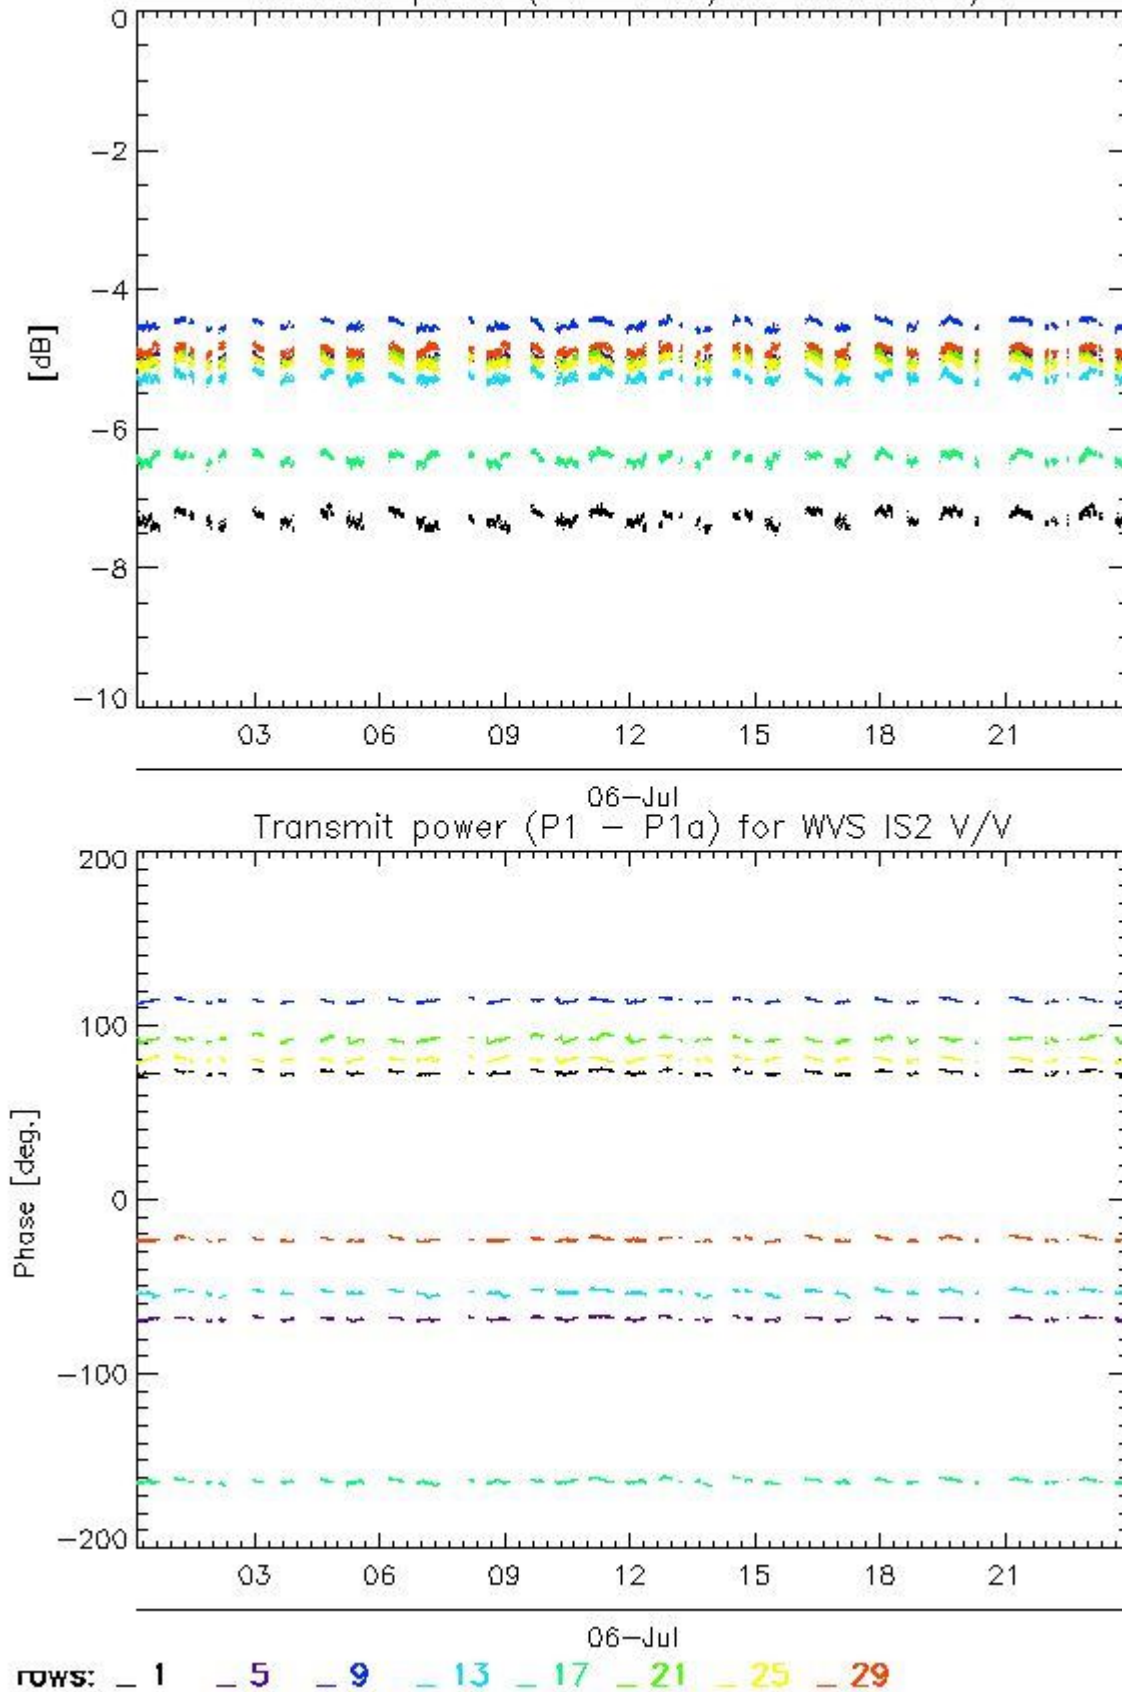 0
−2
−4
[dB]
−6
−8
−10
03 06 09 12 15 18 21
06−Jul
Transmit power (P1 − P1a) for WVS IS2 V/V
200
100
Phase [deg.]
0
−100
−200
03 06 09 12 15 18 21
06−Jul
rows: _ 1 _ 5 _ 9 _ 13 _ 17 _ 21 _ 25 _ 29